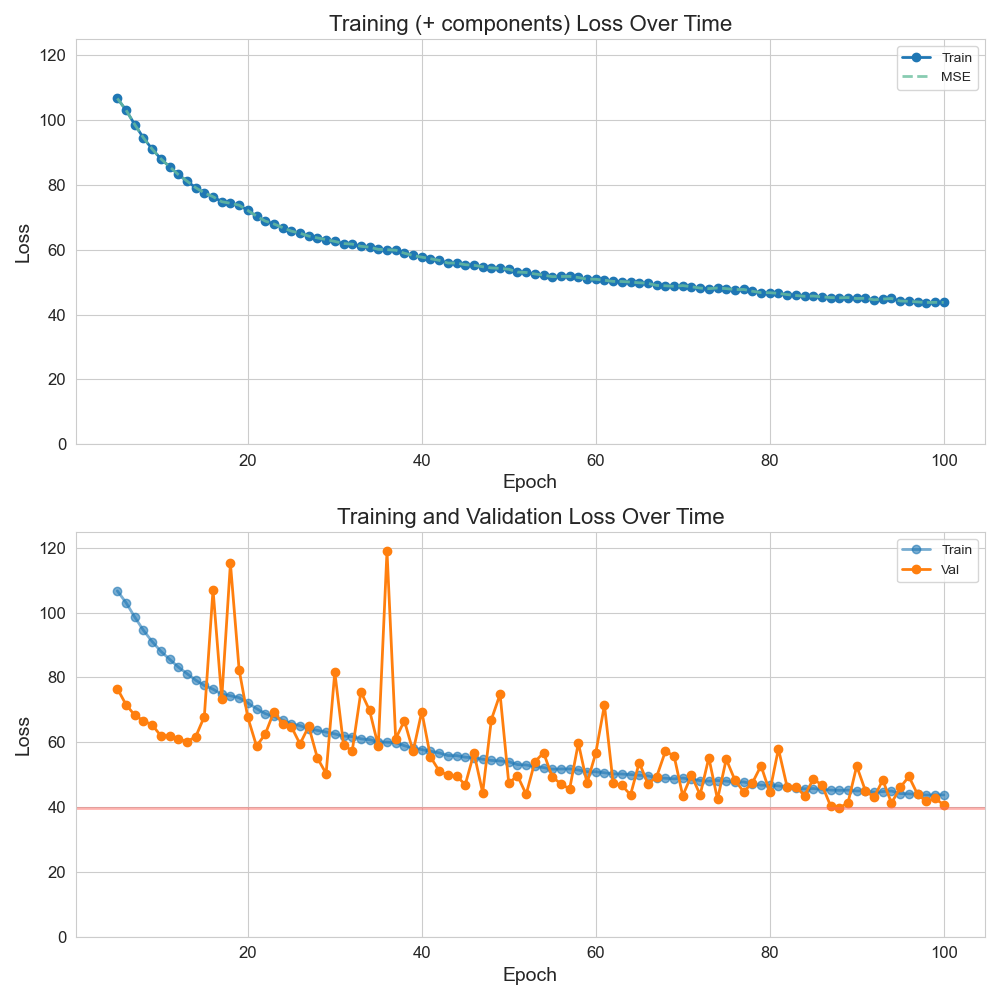 Training (+ components) Loss Over Time
120
100
80
60
40
20
0
Loss
Train
MSE
20 40 60 80 100
Epoch
Training and Validation Loss Over Time
120
100
80
60
40
20
0
Loss
Train
Val
20 40 60 80 100
Epoch